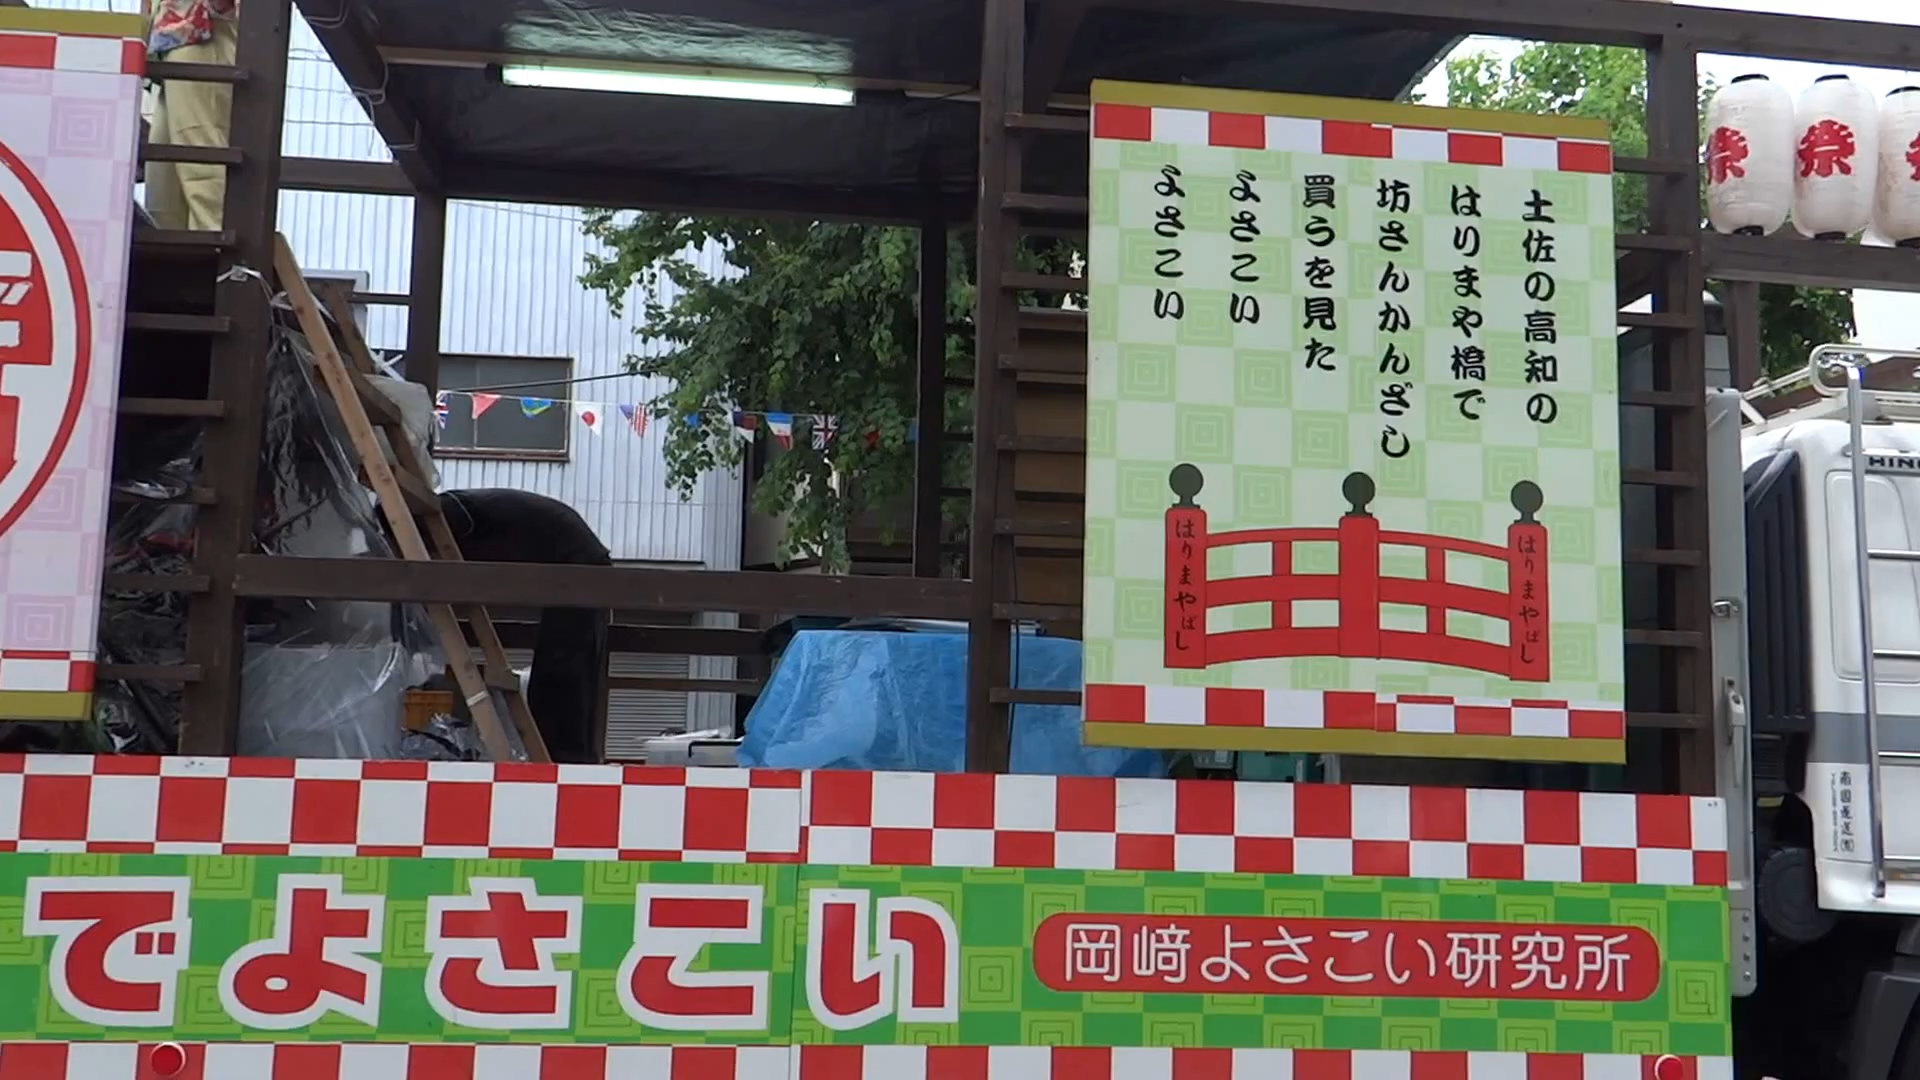 土佐の高知の
はりまや橋で
坊さんかんざし
買うを見た
よさこい
よさこい
はりまやばし
はりまやばし
祭
祭
でよさこい
岡﨑よさこい研究所